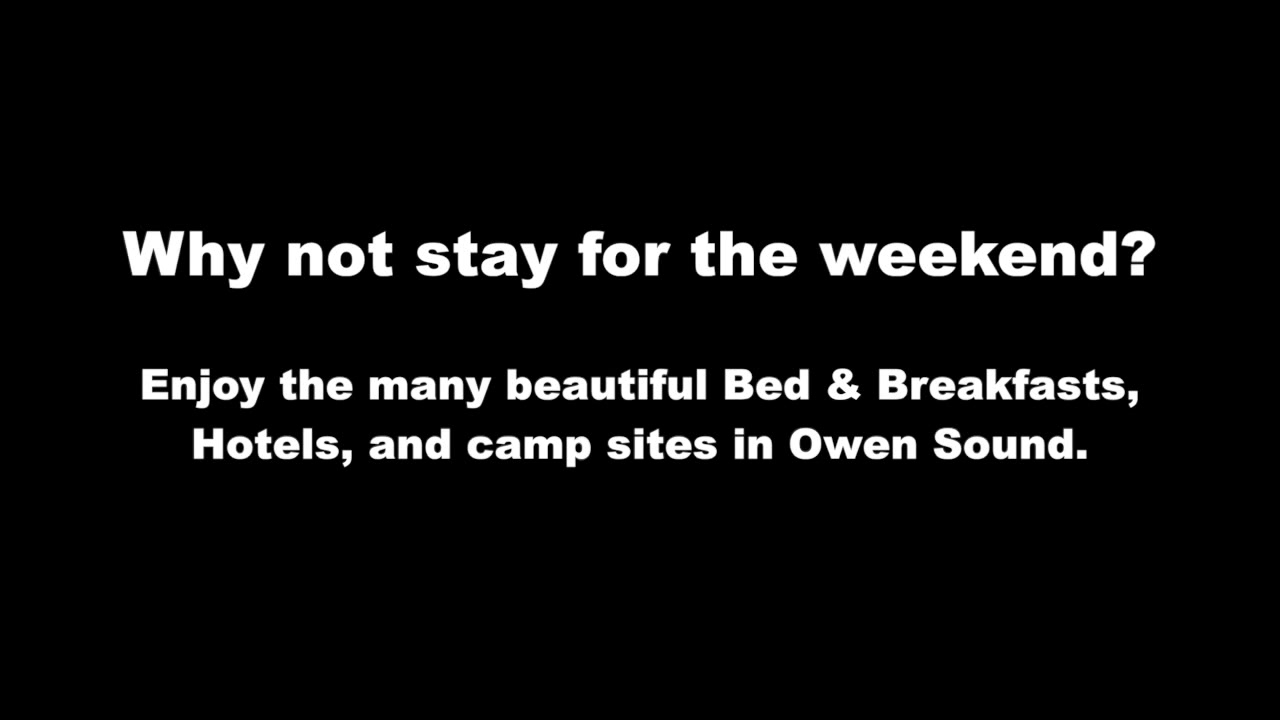 Why not stay for the weekend?
Enjoy the many beautiful Bed & Breakfasts,
Hotels, and camp sites in Owen Sound.